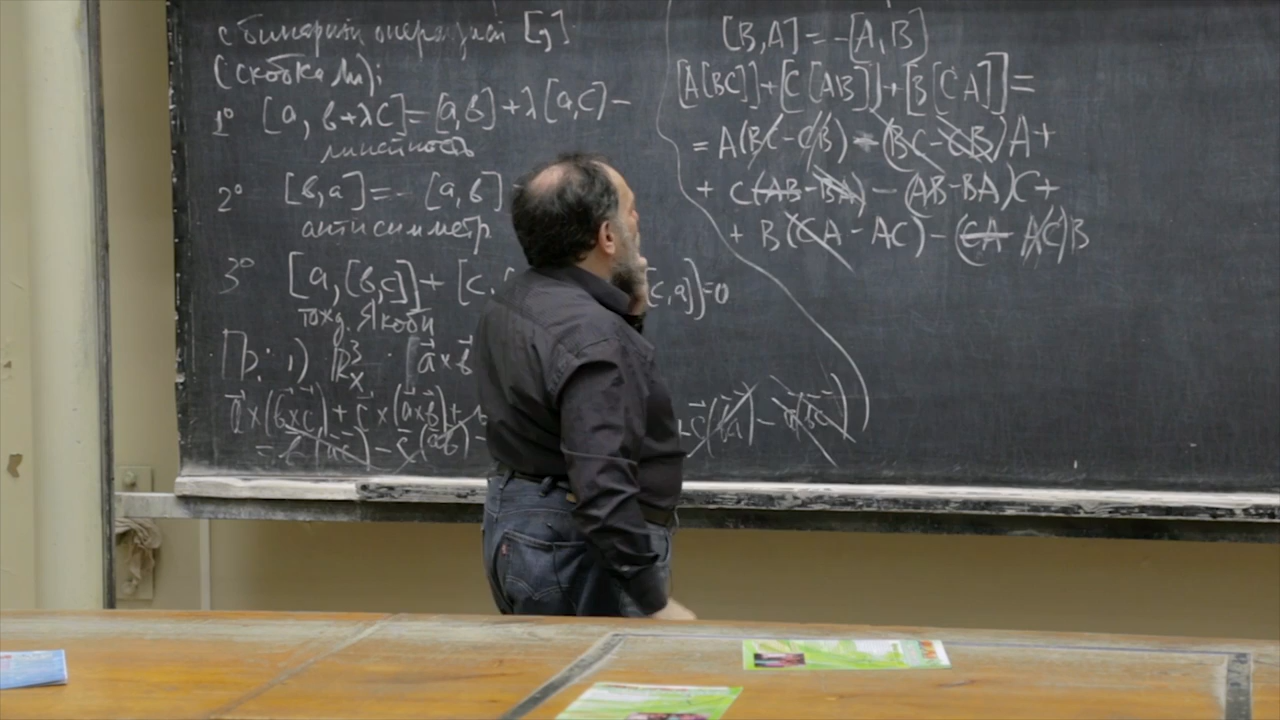 с бинарной операцией [,]
(скобка Ли):
1° [a, b+λc] = [a,b] + λ[a,c] –
линейность
2° [b,a] = – [a,b]
антисимметр
3° [a,[b,c]] + [c, [c,a]]=0
тожд. Якоби
Пр: 1) ℝ³ₓ [a⃗×b⃗
a⃗×(b⃗×c⃗)+c⃗×(a⃗×b⃗)+
[B,A] = –[A,B]
[A[BC]]+[C[AB]]+[B[CA]]=
= A(BC–CB) – (BC–CB)A+
+ C(AB–BA) – (AB–BA)C+
+ B(CA–AC) – (CA–AC)B